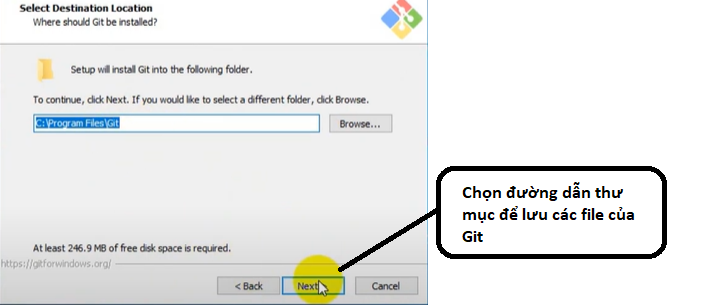 Select Destination Location
Where should Git be installed?
Setup will install Git into the following folder.
To continue, click Next. If you would like to select a different folder, click Browse.
C:\Program Files\Git
Browse...
Chọn đường dẫn thư
mục để lưu các file của
Git
At least 246.9 MB of free disk space is required.
https://gitforwindows.org/
< Back
Next
Cancel